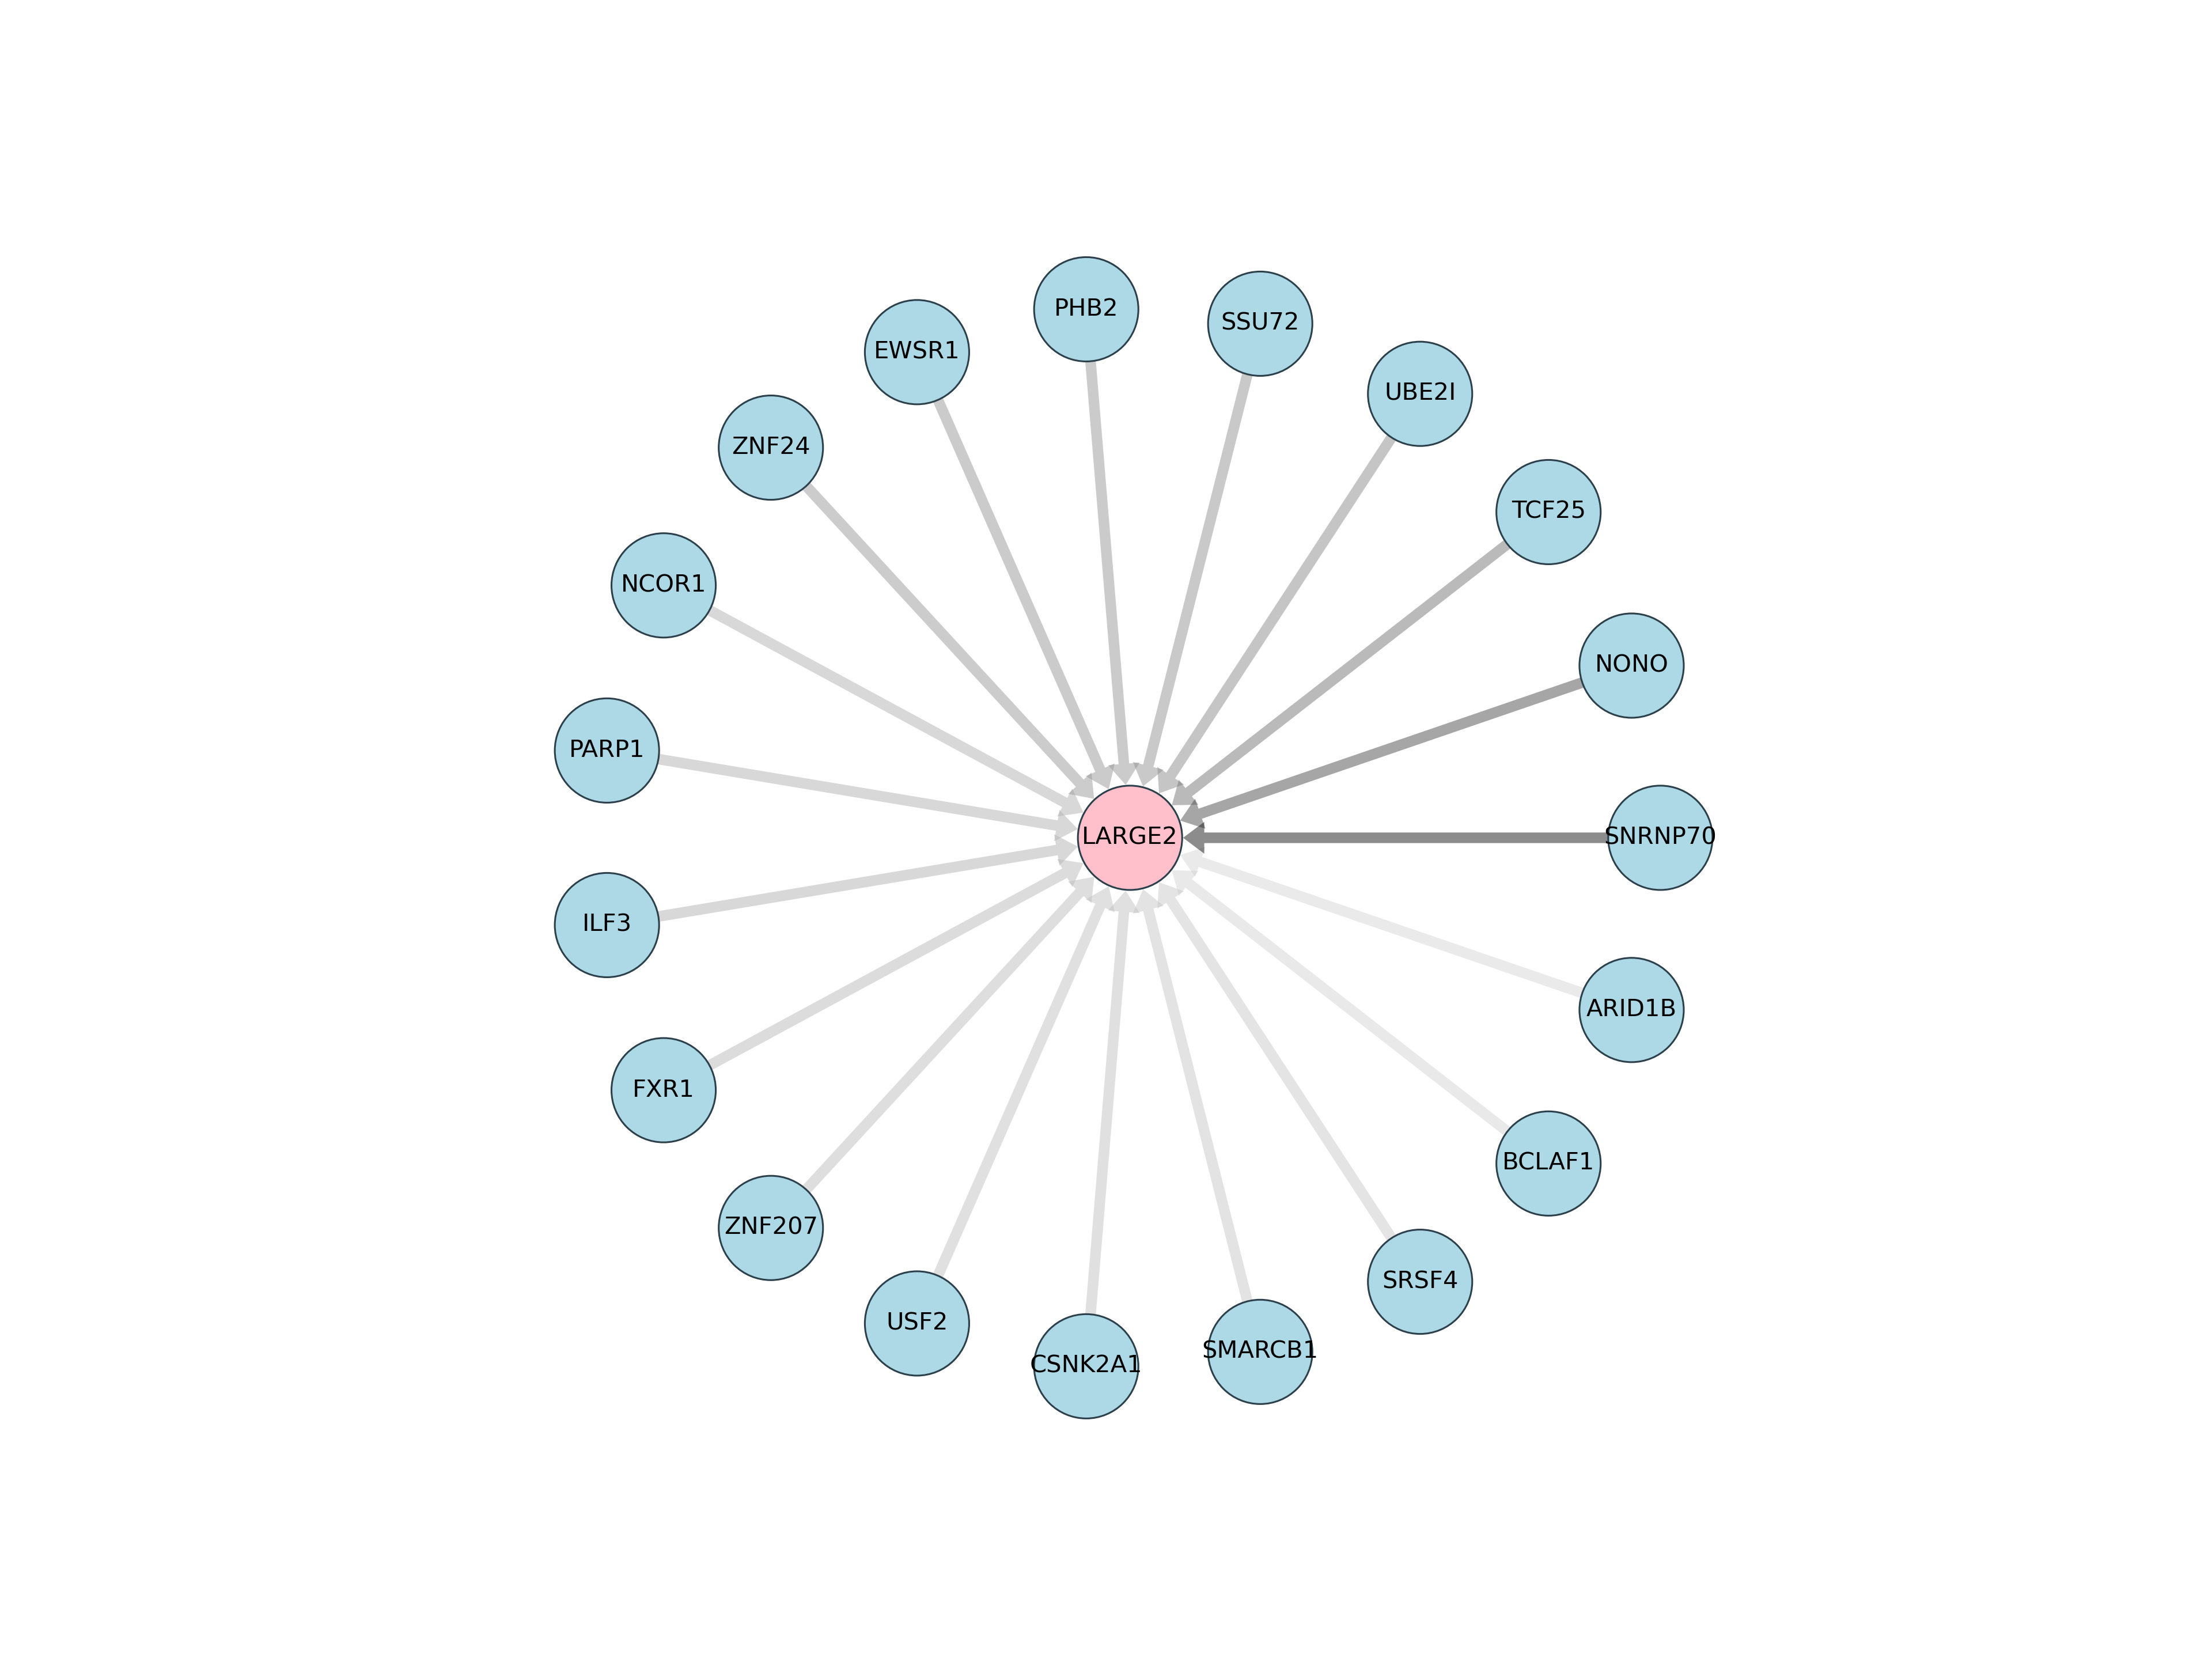 PHB2
SSU72
EWSR1
UBE2I
ZNF24
TCF25
NCOR1
NONO
PARP1
LARGE2
SNRNP70
ILF3
ARID1B
FXR1
BCLAF1
ZNF207
SRSF4
USF2
SMARCB1
CSNK2A1